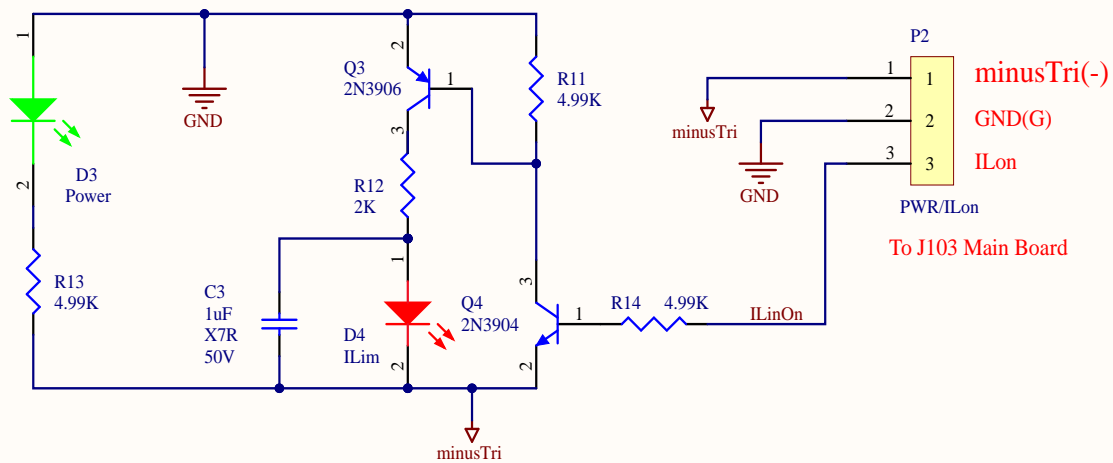 1
D3
Power
2
R13
4.99K
GND
2
Q3
2N3906
1
3
R12
2K
R11
4.99K
C3
1uF
X7R
50V
1
D4
ILim
2
Q4
2N3904
3
1
2
R14 4.99K
ILinOn
minusTri
P2
1 1 minusTri(-)
2 2 GND(G)
3 3 ILon
minusTri
GND
PWR/ILon
To J103 Main Board